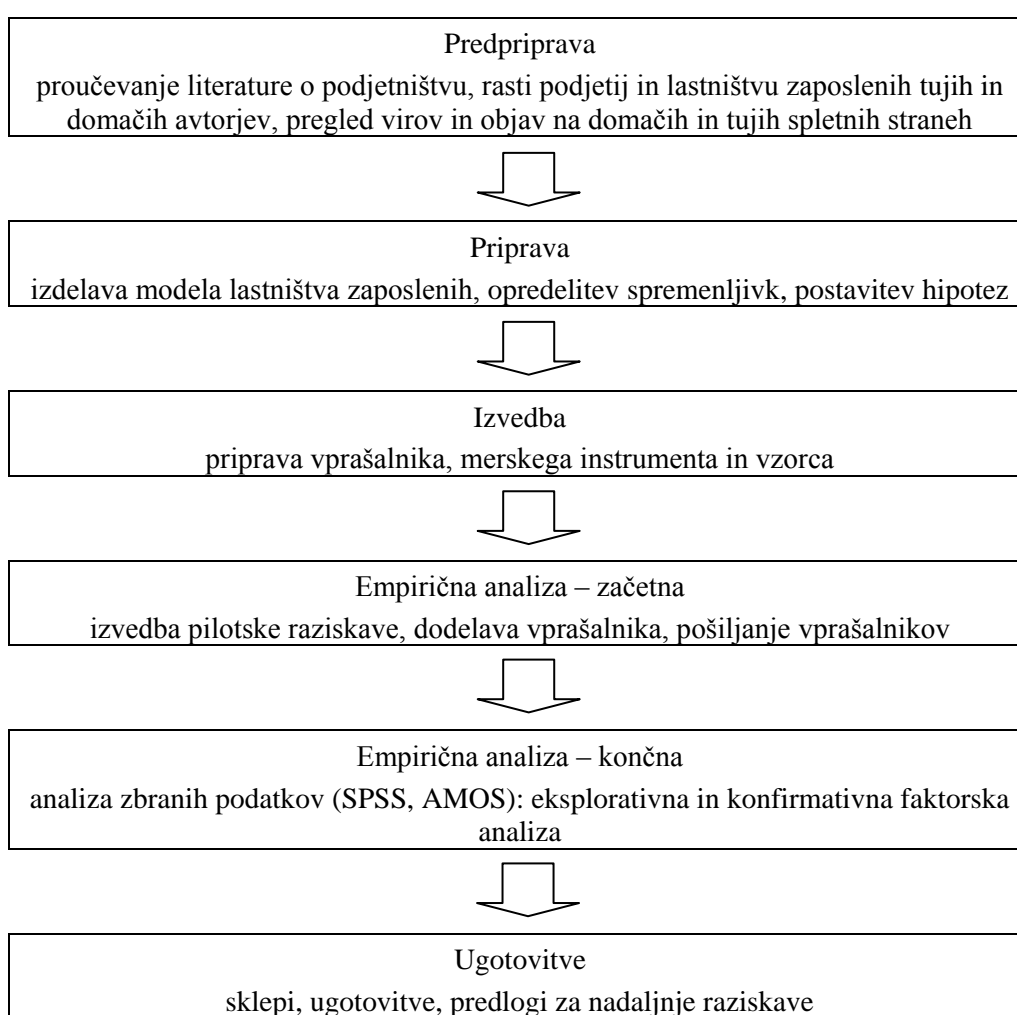 Predpriprava
proučevanje literature o podjetništvu, rasti podjetij in lastništvu zaposlenih tujih in
domačih avtorjev, pregled virov in objav na domačih in tujih spletnih straneh
Priprava
izdelava modela lastništva zaposlenih, opredelitev spremenljivk, postavitev hipotez
Izvedba
priprava vprašalnika, merskega instrumenta in vzorca
Empirična analiza – začetna
izvedba pilotske raziskave, dodelava vprašalnika, pošiljanje vprašalnikov
Empirična analiza – končna
analiza zbranih podatkov (SPSS, AMOS): eksplorativna in konfirmativna faktorska
analiza
Ugotovitve
sklepi, ugotovitve, predlogi za nadaljnje raziskave